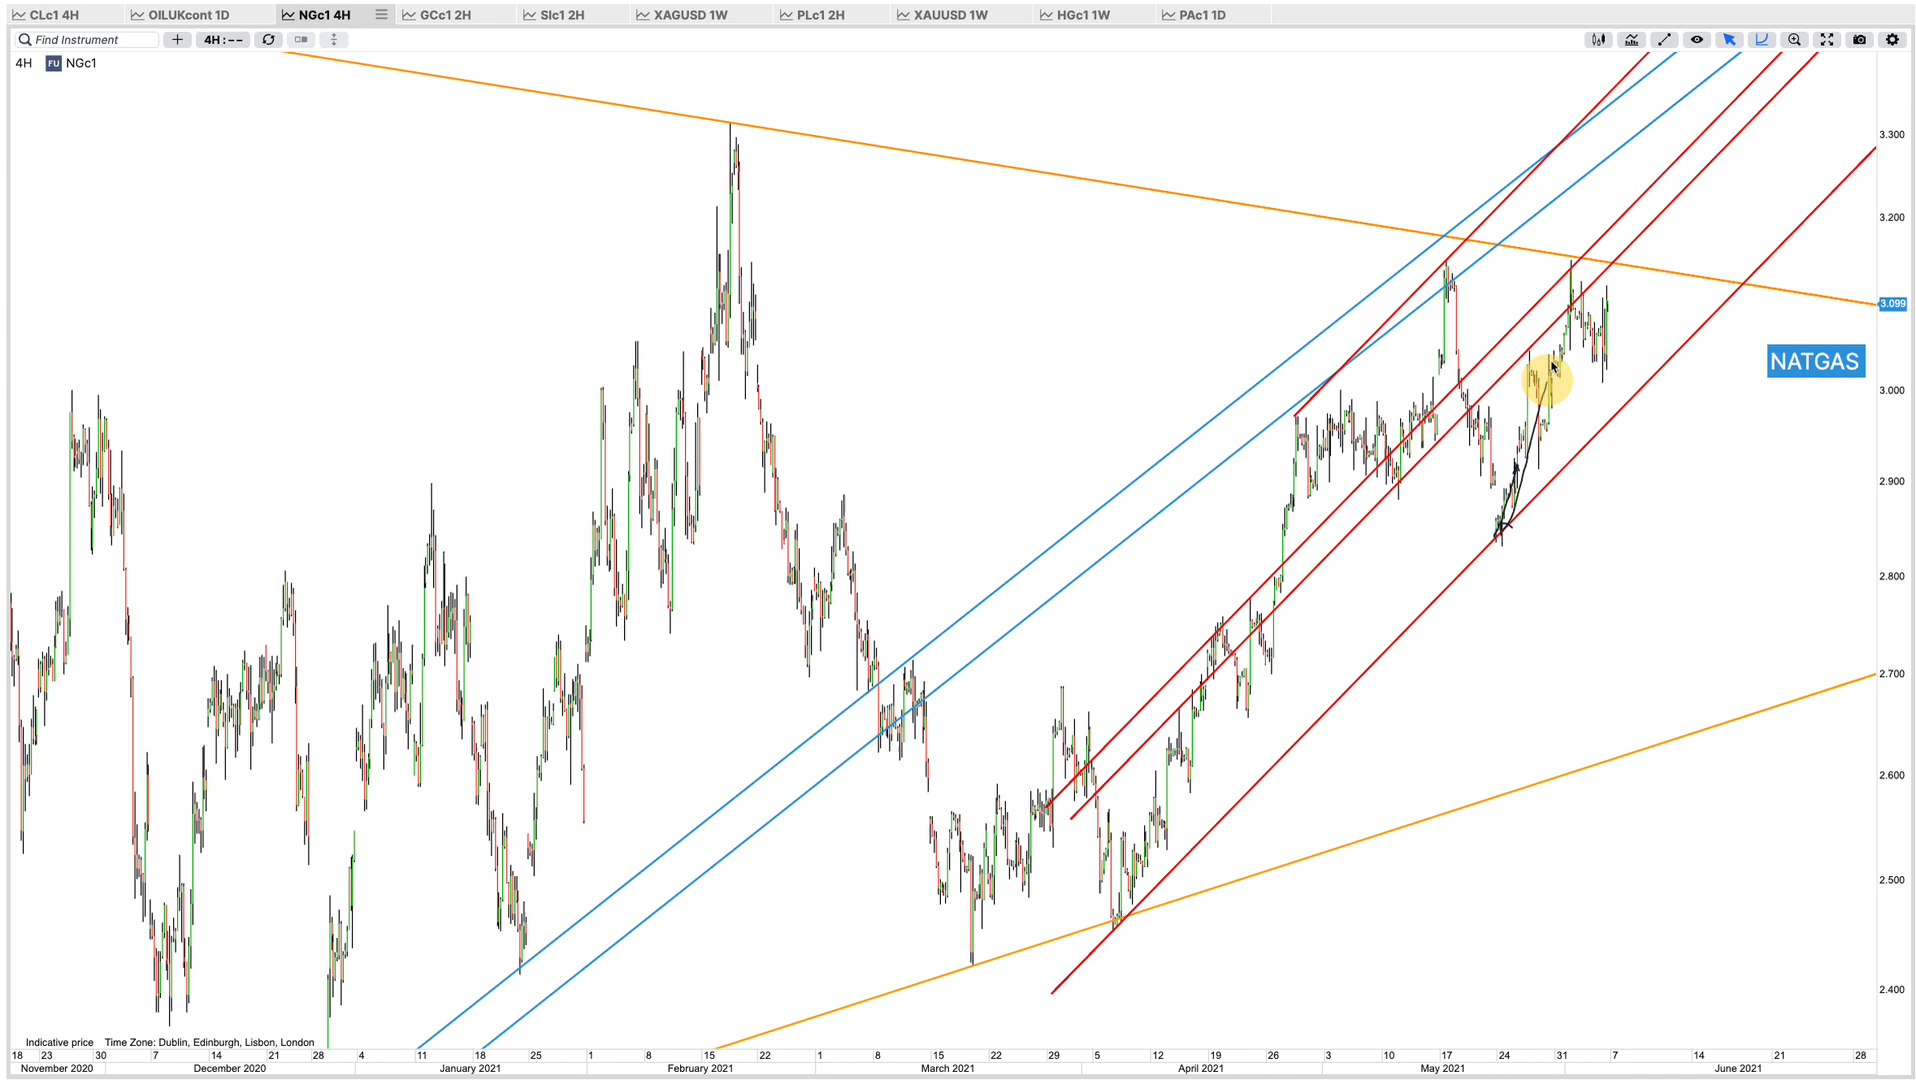 CLc1 4H OILUKcont 1D NGc1 4H GCc1 2H SIc1 2H XAGUSD 1W PLc1 2H XAUUSD 1W HGc1 1W PAc1 1D
Find Instrument 4H : --
4H FU NGc1
3.300
3.200
3.099
NATGAS
3.000
2.900
2.800
2.700
2.600
2.500
2.400
Indicative price Time Zone: Dublin, Edinburgh, Lisbon, London
18 23 30 7 14 21 28 4 11 18 25 1 8 15 22 1 8 15 22 29 5 12 19 26 3 10 17 24 31 7 14 21 28
November 2020 December 2020 January 2021 February 2021 March 2021 April 2021 May 2021 June 2021